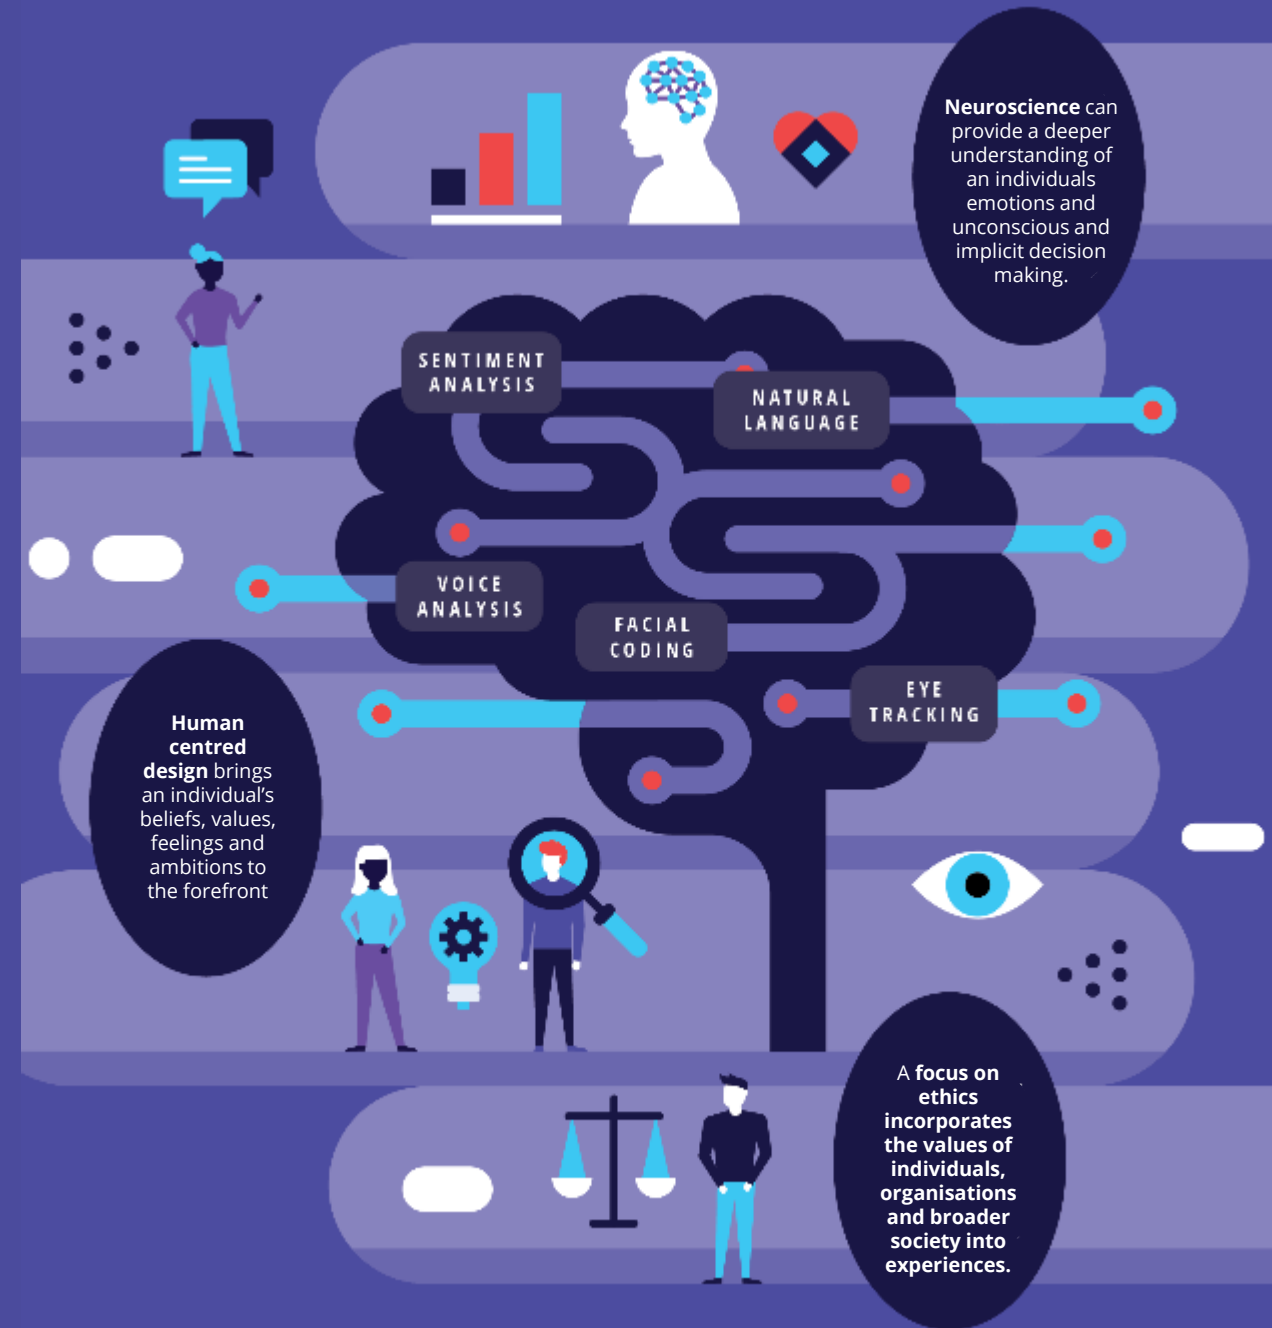 Neuroscience can
provide a deeper
understanding of
an individuals
emotions and
unconscious and
implicit decision
making.
SENTIMENT
ANALYSIS
NATURAL
LANGUAGE
VOICE
ANALYSIS
FACIAL
CODING
EYE
TRACKING
Human
centred
design brings
an individual’s
beliefs, values,
feelings and
ambitions to
the forefront
A focus on
ethics
incorporates
the values of
individuals,
organisations
and broader
society into
experiences.